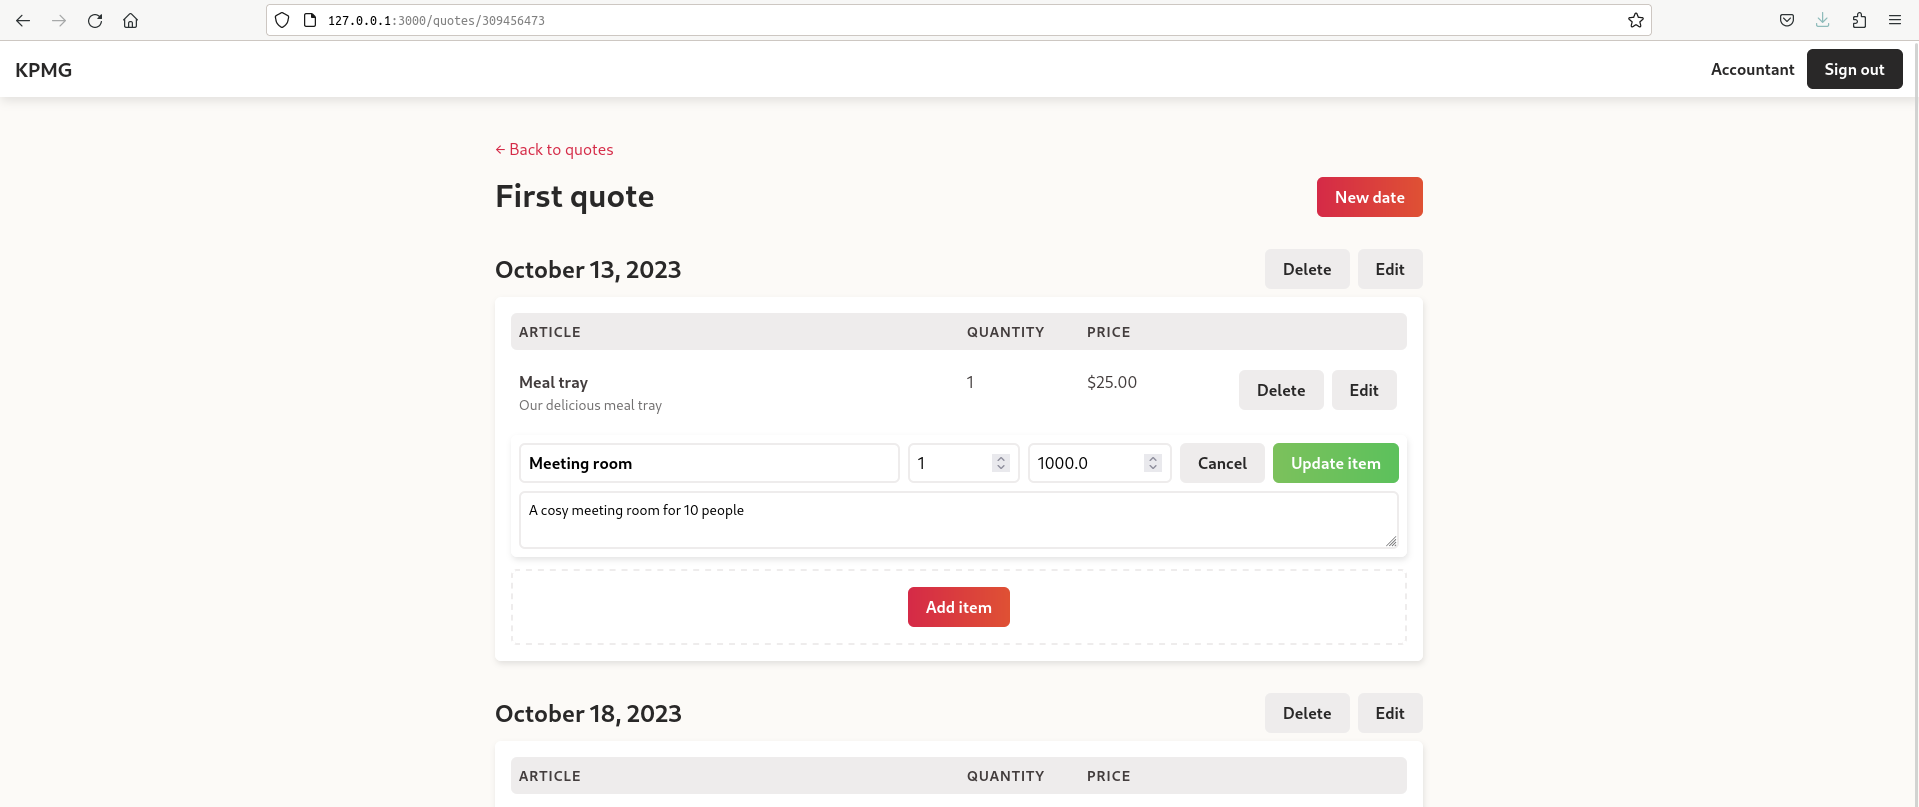 127.0.0.1:3000/quotes/309456473
KPMG Accountant Sign out
← Back to quotes
First quote New date
October 13, 2023 Delete Edit
ARTICLE QUANTITY PRICE
Meal tray 1 $25.00 Delete Edit
Our delicious meal tray
Meeting room 1 1000.0 Cancel Update item
A cosy meeting room for 10 people
Add item
October 18, 2023 Delete Edit
ARTICLE QUANTITY PRICE